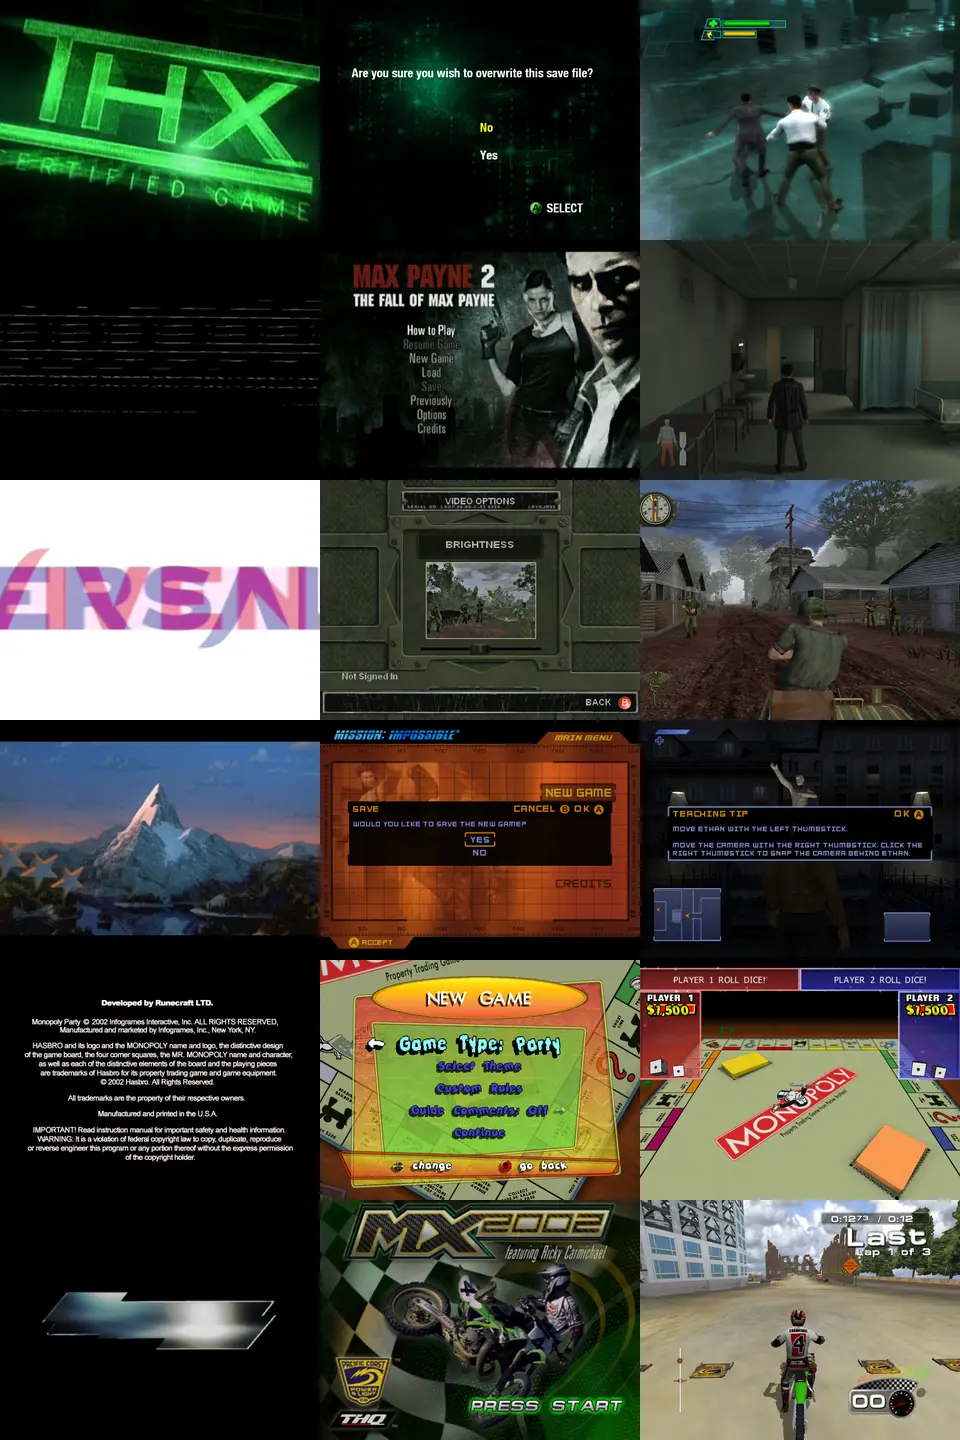 THX
CERTIFIED GAME
Are you sure you wish to overwrite this save file?
No
Yes
A SELECT
MAX PAYNE 2
THE FALL OF MAX PAYNE
How to Play
Resume Game
New Game
Load
Save
Previously
Options
Credits
VIDEO OPTIONS
BRIGHTNESS
Not Signed In
BACK B
MISSION: IMPOSSIBLE
MAIN MENU
NEW GAME
SAVE
CANCEL B OK A
WOULD YOU LIKE TO SAVE THE NEW GAME?
YES
NO
CREDITS
A ACCEPT
TEACHING TIP
OK A
MOVE ETHAN WITH THE LEFT THUMBSTICK.
MOVE THE CAMERA WITH THE RIGHT THUMBSTICK. CLICK THE
RIGHT THUMBSTICK TO SNAP THE CAMERA BEHIND ETHAN.
Developed by Runecraft LTD.
Monopoly Party © 2002 Infogrames Interactive, Inc. ALL RIGHTS RESERVED,
Manufactured and marketed by Infogrames, Inc., New York, NY.
HASBRO and its logo and the MONOPOLY name and logo, the distinctive design
of the game board, the four corner squares, the MR. MONOPOLY name and character,
as well as each of the distinctive elements of the board and the playing pieces
are trademarks of Hasbro for its property trading game and game equipment.
© 2002 Hasbro. All Rights Reserved.
All trademarks are the property of their respective owners.
Manufactured and printed in the U.S.A.
IMPORTANT! Read instruction manual for important safety and health information.
WARNING: It is a violation of federal copyright law to copy, duplicate, reproduce
or reverse engineer this program or any portion thereof without the express permission
of the copyright holder.
Property Trading Game
NEW GAME
Game Type: Party
Select Theme
Custom Rules
Guide Comments: Off
Continue
change
go back
PLAYER 1 ROLL DICE!
PLAYER 2 ROLL DICE!
PLAYER 1
$1,500
PLAYER 2
$1,500
MONOPOLY
MX2002
featuring Ricky Carmichael
PACIFIC COAST
POWER & LIGHT
THQ
PRESS START
0:12 73 / 0:12
Last
Lap 1 of 3
4
00